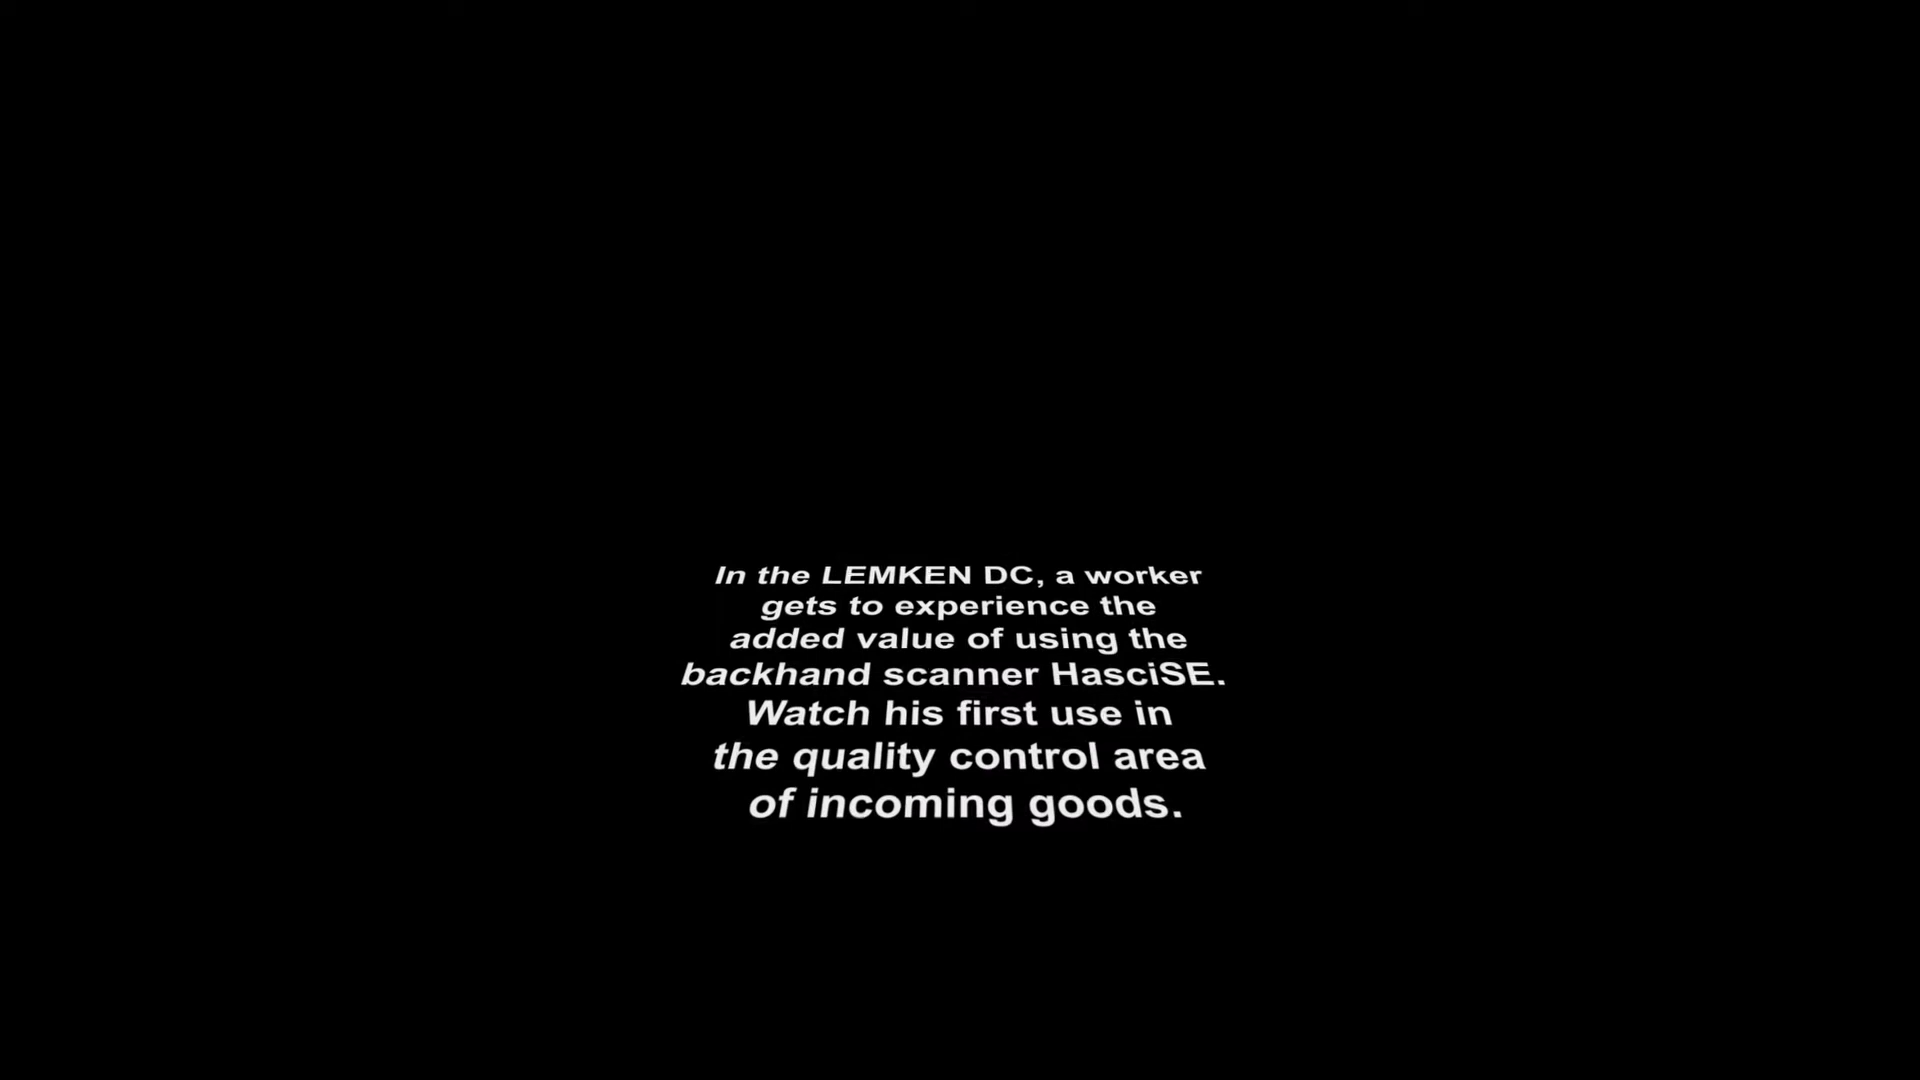 In the LEMKEN DC, a worker
gets to experience the
added value of using the
backhand scanner HasciSE.
Watch his first use in
the quality control area
of incoming goods.